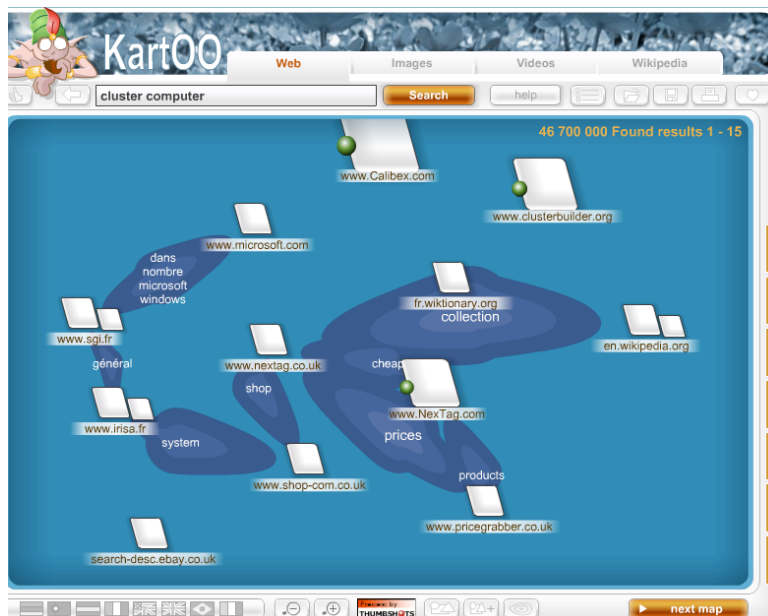 KartOO
Web
Images
Videos
Wikipedia
cluster computer
Search
help
46 700 000 Found results 1 - 15
www.Calibex.com
www.clusterbuilder.org
www.microsoft.com
dans
nombre
microsoft
windows
fr.wiktionary.org
collection
www.sgi.fr
en.wikipedia.org
général
www.nextag.co.uk
cheap
shop
www.irisa.fr
www.NexTag.com
system
prices
products
www.shop-com.co.uk
www.pricegrabber.co.uk
search-desc.ebay.co.uk
Powered by
THUMBSHOTS
next map